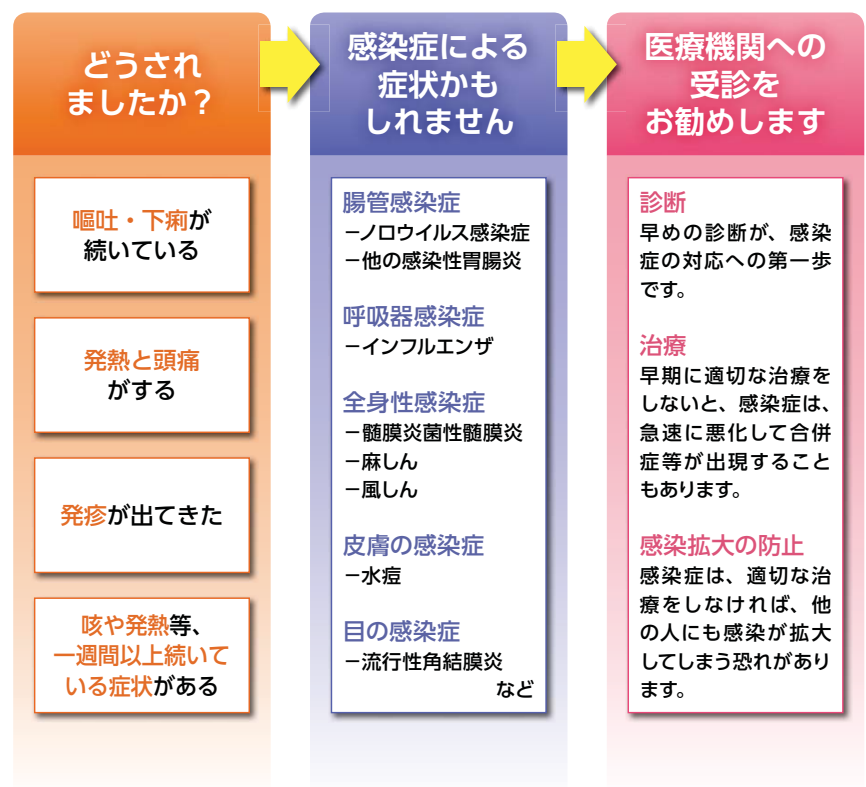 どうされ
ましたか？
嘔吐・下痢が
続いている
発熱と頭痛
がする
発疹が出てきた
咳や発熱等、
一週間以上続いて
いる症状がある
感染症による
症状かも
しれません
腸管感染症
−ノロウイルス感染症
−他の感染性胃腸炎
呼吸器感染症
−インフルエンザ
全身性感染症
−髄膜炎菌性髄膜炎
−麻しん
−風しん
皮膚の感染症
−水痘
目の感染症
−流行性角結膜炎
など
医療機関への
受診を
お勧めします
診断
早めの診断が、感染
症の対応への第一歩
です。
治療
早期に適切な治療を
しないと、感染症は、
急速に悪化して合併
症等が出現すること
もあります。
感染拡大の防止
感染症は、適切な治
療をしなければ、他
の人にも感染が拡大
してしまう恐れがあり
ます。